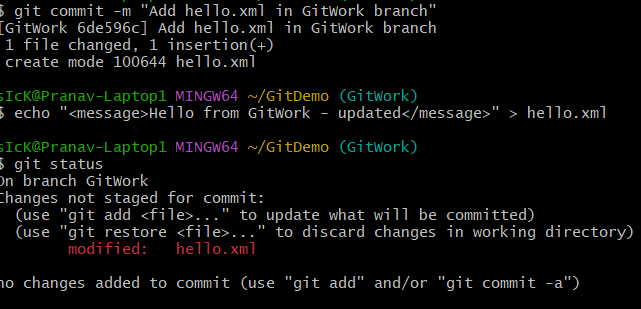 $ git commit -m "Add hello.xml in GitWork branch"
[GitWork 6de596c] Add hello.xml in GitWork branch
1 file changed, 1 insertion(+)
create mode 100644 hello.xml
sIcK@Pranav-Laptop1 MINGW64 ~/GitDemo (GitWork)
$ echo "<message>Hello from GitWork - updated</message>" > hello.xml
sIcK@Pranav-Laptop1 MINGW64 ~/GitDemo (GitWork)
$ git status
On branch GitWork
Changes not staged for commit:
(use "git add <file>..." to update what will be committed)
(use "git restore <file>..." to discard changes in working directory)
modified:   hello.xml
no changes added to commit (use "git add" and/or "git commit -a")